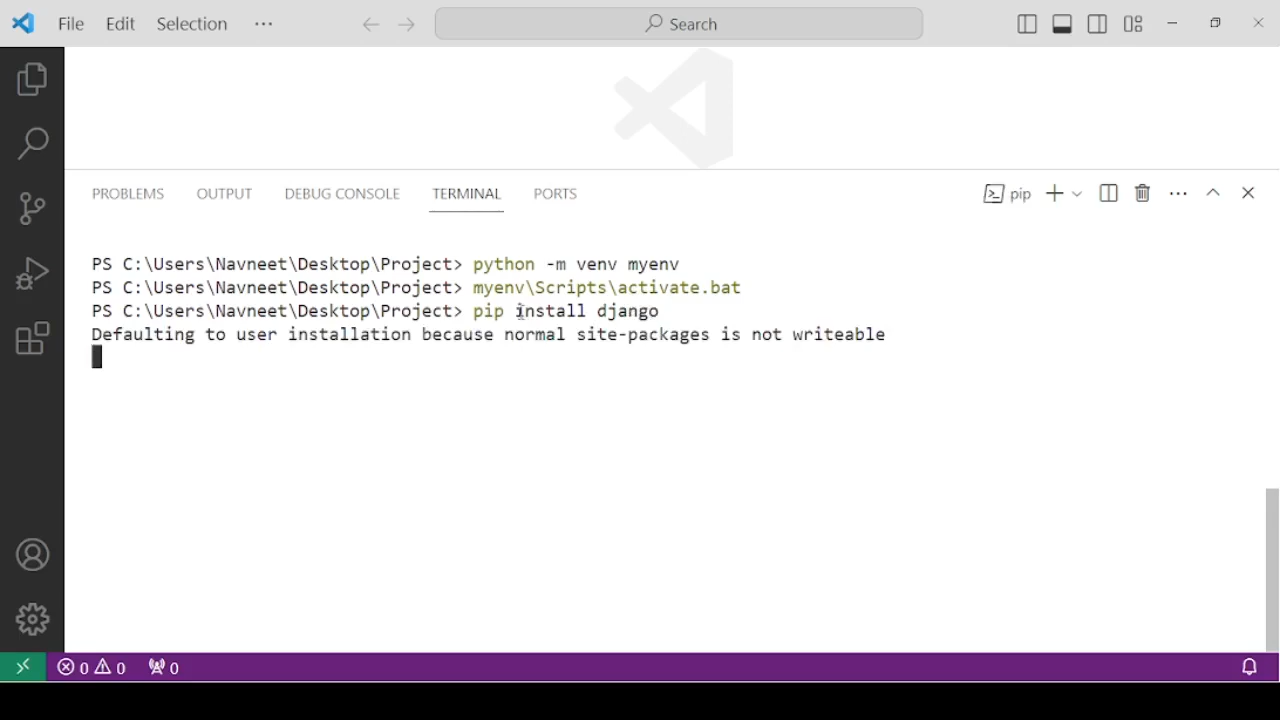 File Edit Selection ··· Search
PROBLEMS OUTPUT DEBUG CONSOLE TERMINAL PORTS pip
PS C:\Users\Navneet\Desktop\Project> python -m venv myenv
PS C:\Users\Navneet\Desktop\Project> myenv\Scripts\activate.bat
PS C:\Users\Navneet\Desktop\Project> pip install django
Defaulting to user installation because normal site-packages is not writeable
0 0 0